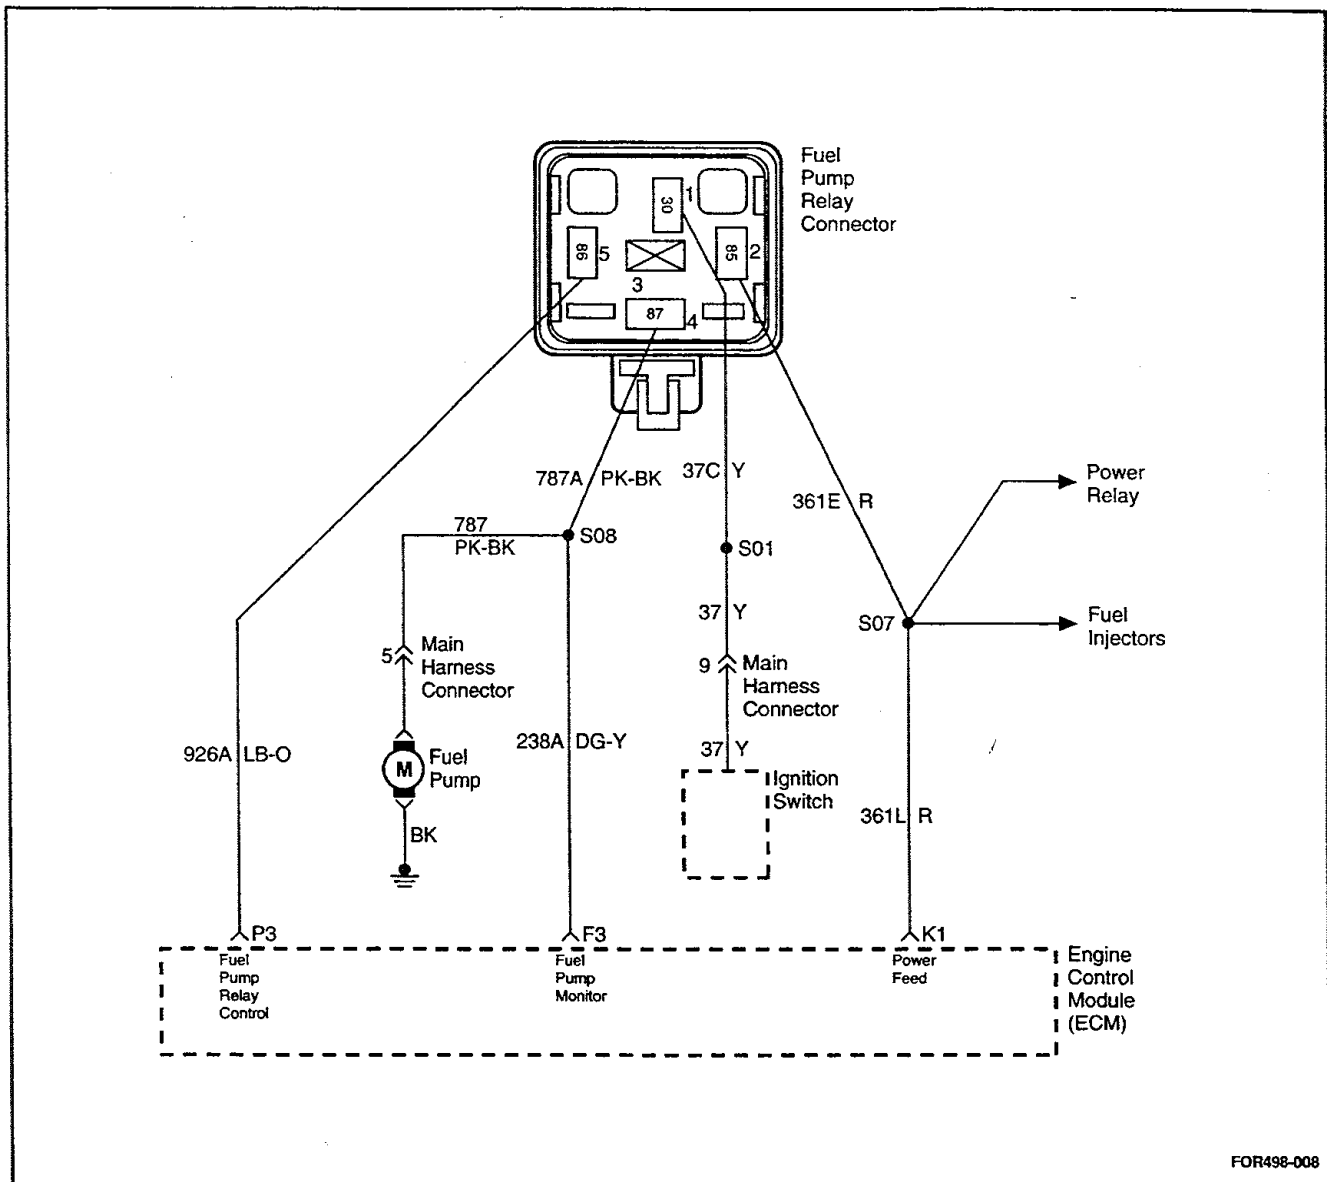 Fuel
Pump
Relay
Connector
30
1
86
5
85
2
3
87
4
787A PK-BK
37C Y
361E R
Power
Relay
787
PK-BK
S08
S01
37 Y
S07
Fuel
Injectors
5
Main
Harness
Connector
9
Main
Harness
Connector
926A LB-O
M
Fuel
Pump
238A DG-Y
37 Y
Ignition
Switch
BK
361L R
P3
F3
K1
Fuel
Pump
Relay
Control
Fuel
Pump
Monitor
Power
Feed
Engine
Control
Module
(ECM)
FOR498-008